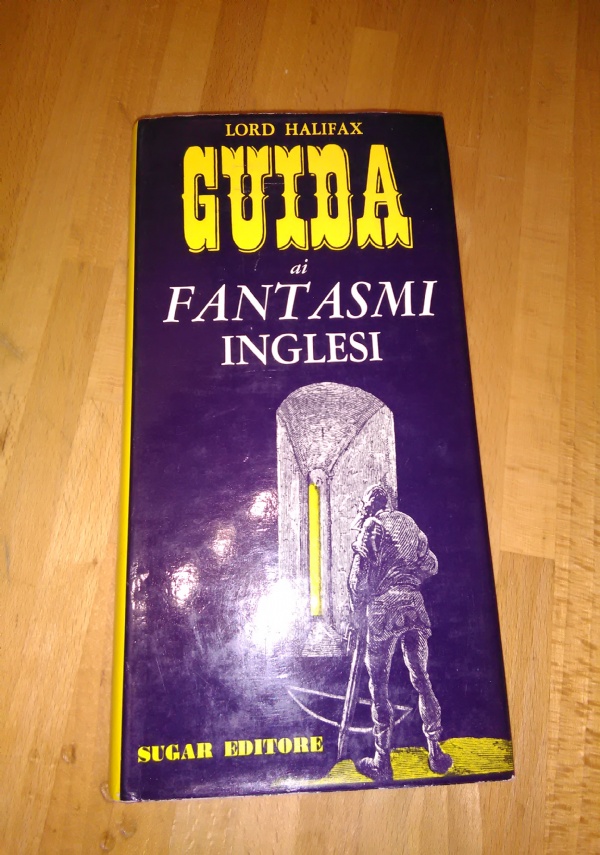 LORD HALIFAX
GUIDA
ai
FANTASMI
INGLESI
SUGAR EDITORE